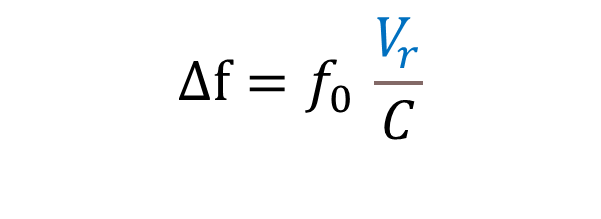 Δf = f₀ Vᵣ/C